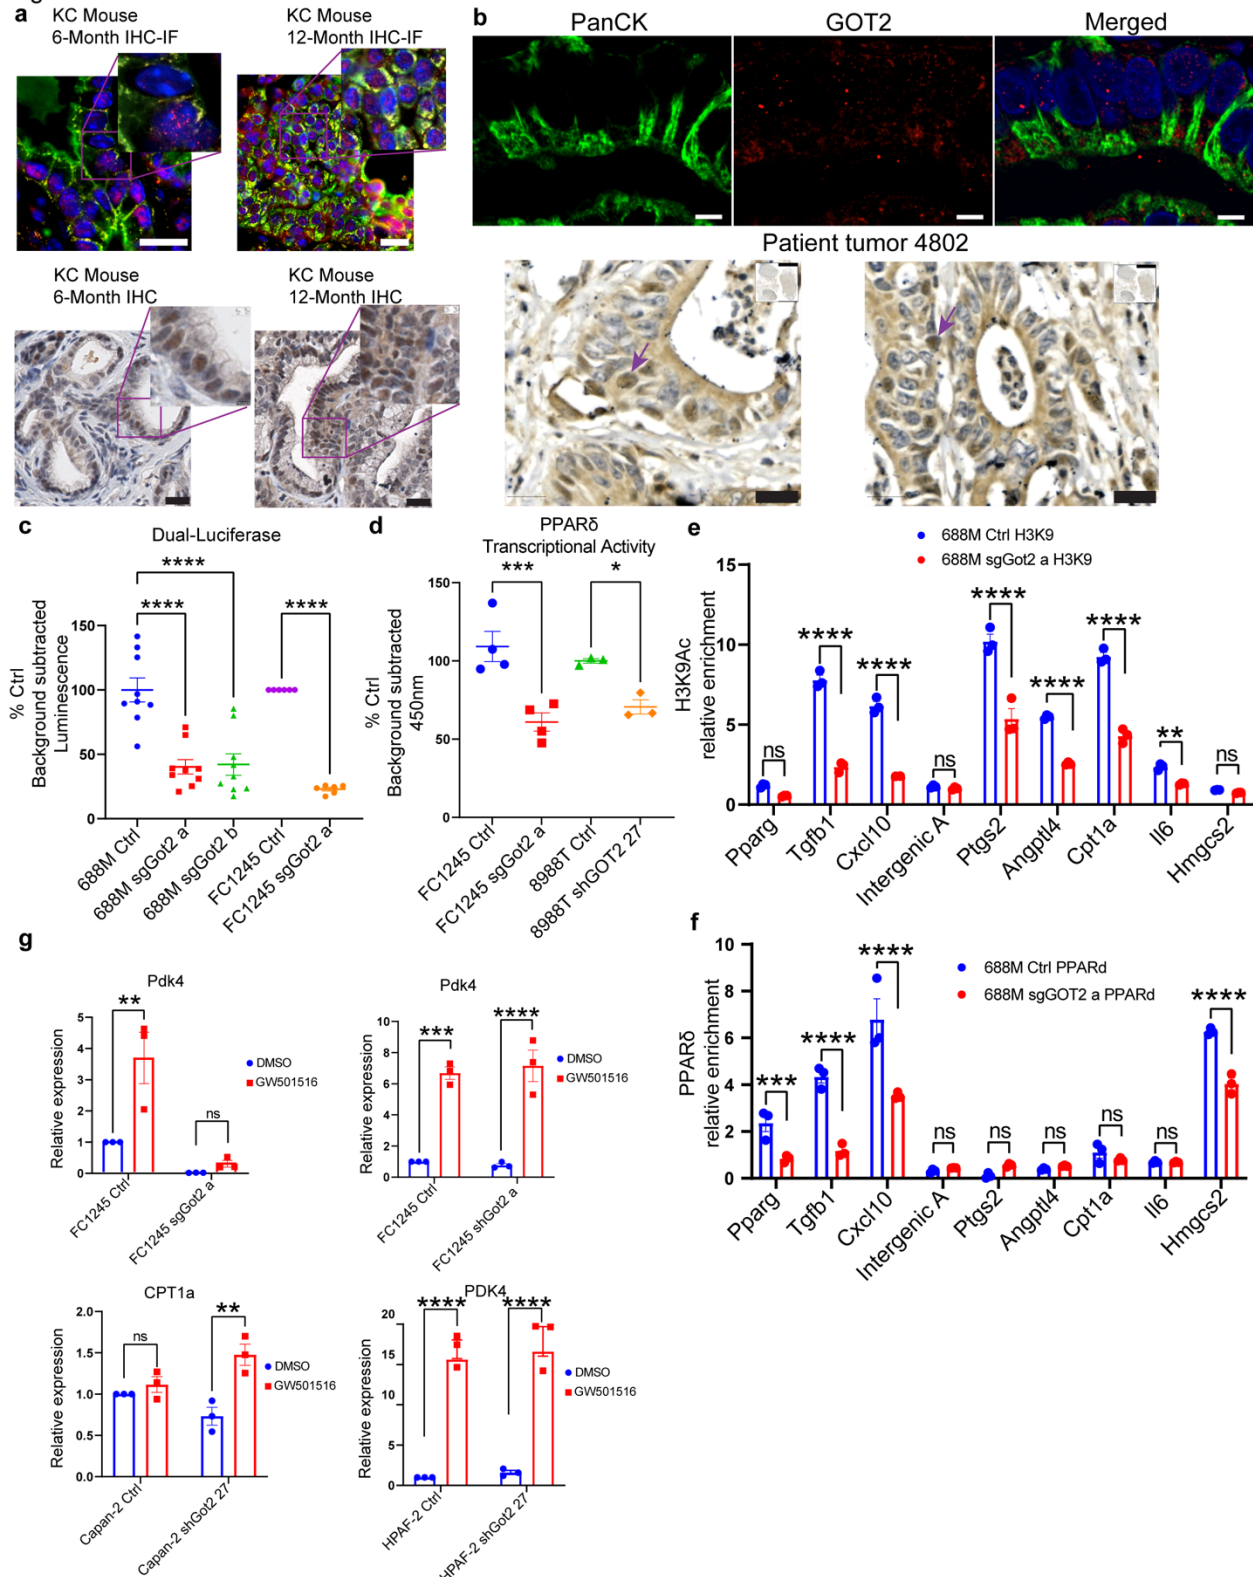 a
KC Mouse
6-Month IHC-IF
KC Mouse
12-Month IHC-IF
KC Mouse
6-Month IHC
KC Mouse
12-Month IHC
b
PanCK
GOT2
Merged
Patient tumor 4802
c
Dual-Luciferase
% Ctrl
Background subtracted
Luminescence
150
100
50
0
****
****
****
688M Ctrl
688M sgGot2 a
688M sgGot2 b
FC1245 Ctrl
FC1245 sgGot2 a
d
PPARδ
Transcriptional Activity
% Ctrl
Background subtracted
450nm
150
100
50
0
***
*
FC1245 Ctrl
FC1245 sgGot2 a
8988T Ctrl
8988T shGOT2 27
e
688M Ctrl H3K9
688M sgGot2 a H3K9
H3K9Ac
relative enrichment
15
10
5
0
ns
****
****
ns
****
****
****
**
ns
Pparg
Tgfb1
Cxcl10
Intergenic A
Ptgs2
Angptl4
Cpt1a
Il6
Hmgcs2
f
688M Ctrl PPARd
688M sgGOT2 a PPARd
PPARδ
relative enrichment
10
8
6
4
2
0
***
****
****
ns
ns
ns
ns
ns
****
Pparg
Tgfb1
Cxcl10
Intergenic A
Ptgs2
Angptl4
Cpt1a
Il6
Hmgcs2
g
Pdk4
Relative expression
5
4
3
2
1
0
**
ns
DMSO
GW501516
FC1245 Ctrl
FC1245 sgGot2 a
Pdk4
Relative expression
10
8
6
4
2
0
***
****
DMSO
GW501516
FC1245 Ctrl
FC1245 shGot2 a
CPT1a
Relative expression
2.0
1.5
1.0
0.5
0.0
ns
**
DMSO
GW501516
Capan-2 Ctrl
Capan-2 shGot2 27
PDK4
Relative expression
20
15
10
5
0
****
****
DMSO
GW501516
HPAF-2 Ctrl
HPAF-2 shGot2 27